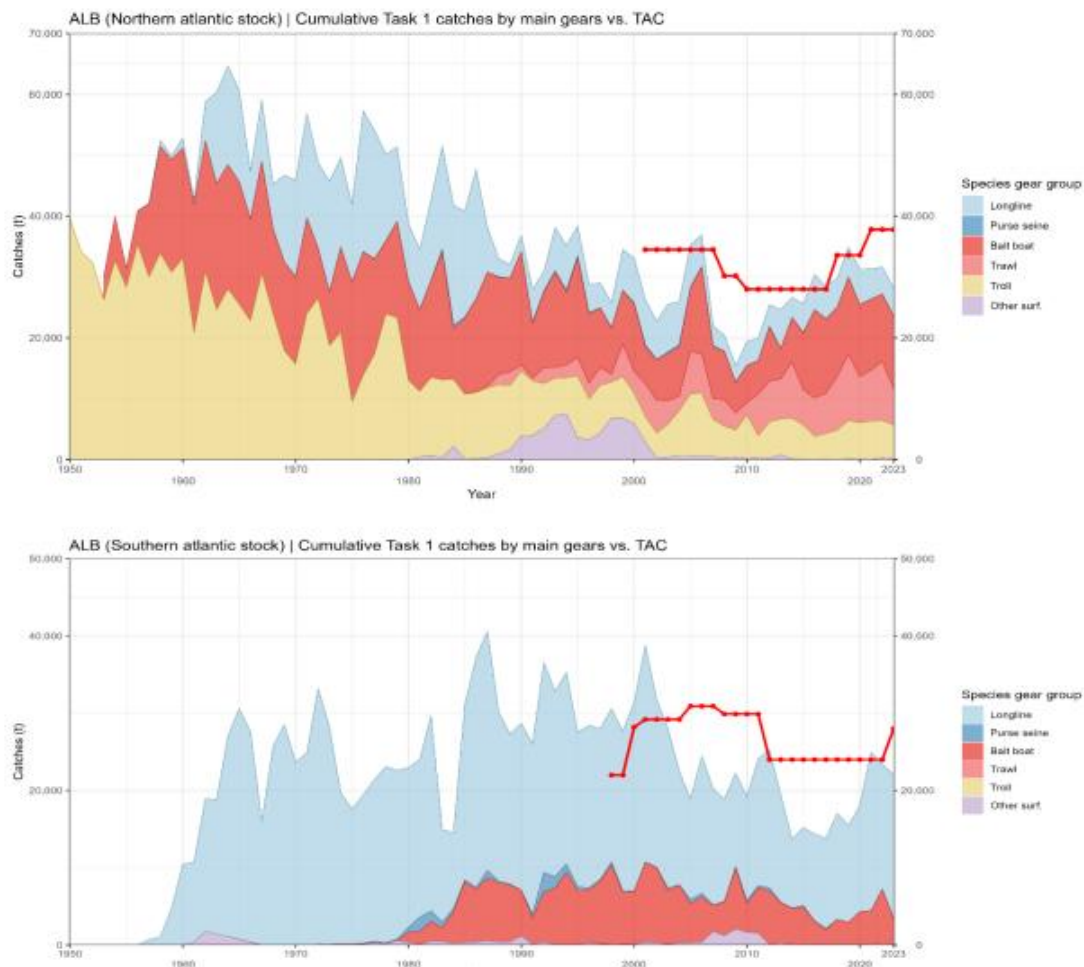 ALB (Northern atlantic stock) | Cumulative Task 1 catches by main gears vs. TAC
70,000 70,000
60,000 60,000
40,000 40,000
20,000 20,000
0 0
Catches (t)
1950 1970 1990 2010 2023
1960 1980 2000 2020
Year
Species gear group
Longline
Purse seine
Bait boat
Trawl
Troll
Other surf.
ALB (Southern atlantic stock) | Cumulative Task 1 catches by main gears vs. TAC
50,000 50,000
40,000 40,000
20,000 20,000
0 0
Catches (t)
1950 1970 1990 2010 2023
1960 1980 2000 2020
Species gear group
Longline
Purse seine
Bait boat
Trawl
Troll
Other surf.